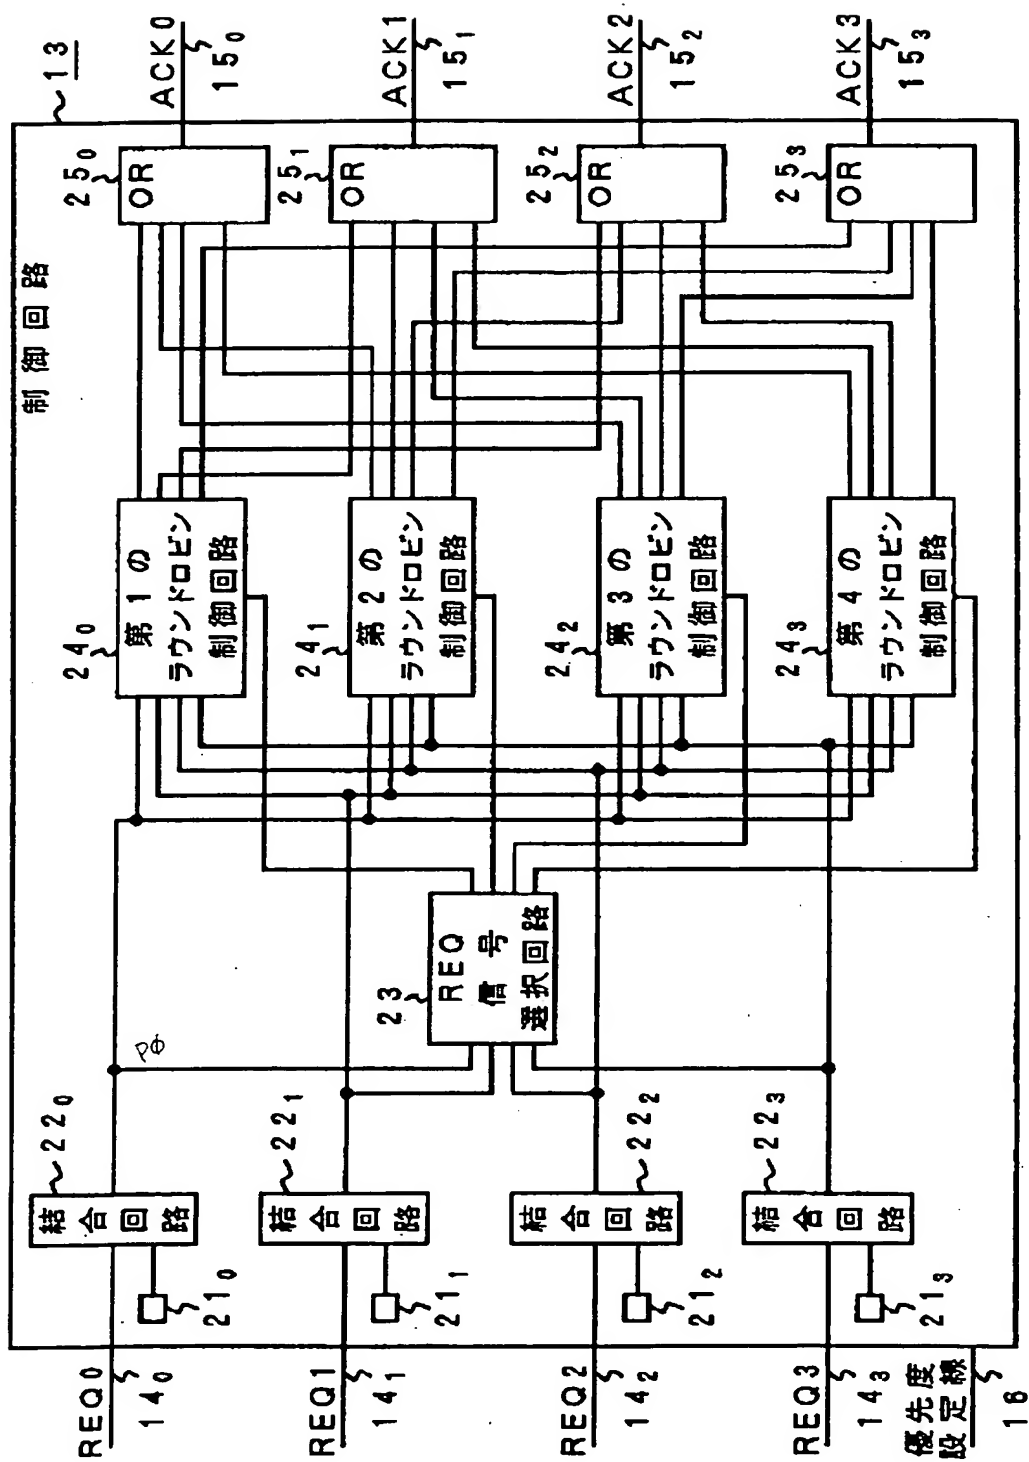 制御回路
13
REQ0
14₀
REQ1
14₁
REQ2
14₂
REQ3
14₃
優先度
設定線
16
21₀
21₁
21₂
21₃
結合回路
22₀
結合回路
22₁
結合回路
22₂
結合回路
22₃
PØ
23
REQ
信号
選択回路
24₀
第1の
ラウンドロビン
制御回路
24₁
第2の
ラウンドロビン
制御回路
24₂
第3の
ラウンドロビン
制御回路
24₃
第4の
ラウンドロビン
制御回路
25₀
OR
25₁
OR
25₂
OR
25₃
OR
ACK0
15₀
ACK1
15₁
ACK2
15₂
ACK3
15₃